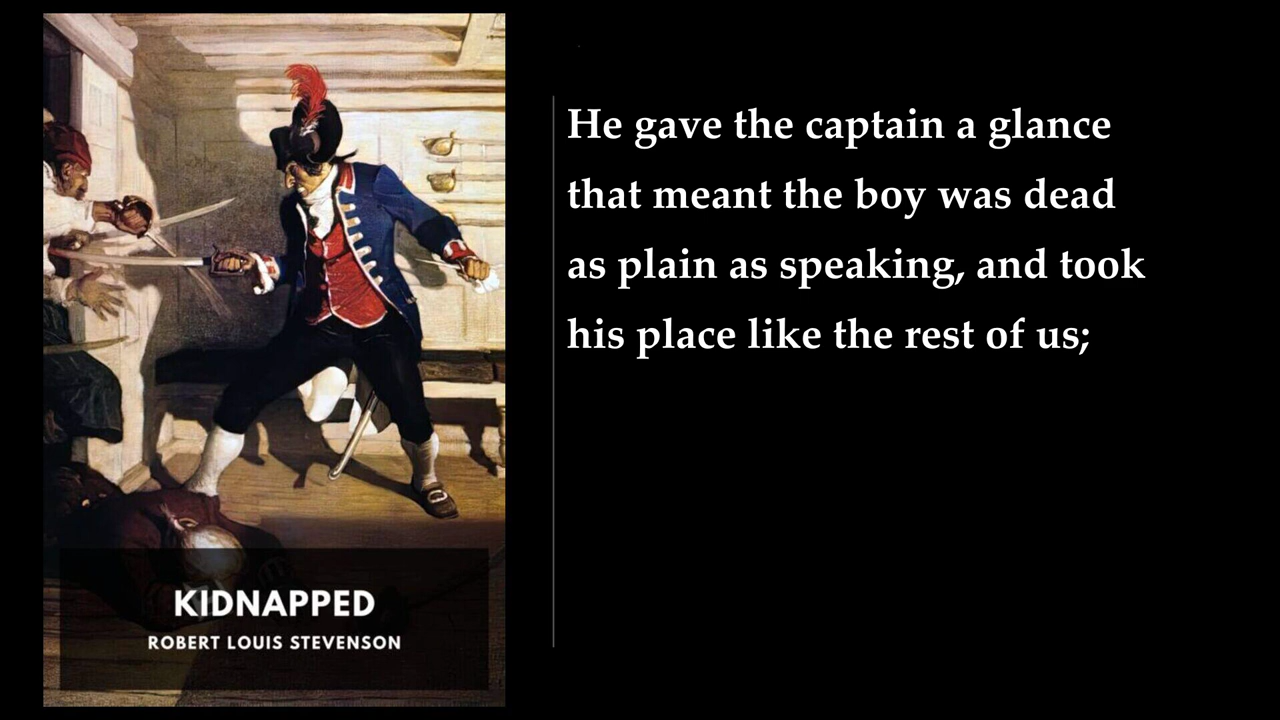 He gave the captain a glance
that meant the boy was dead
as plain as speaking, and took
his place like the rest of us;
KIDNAPPED
ROBERT LOUIS STEVENSON